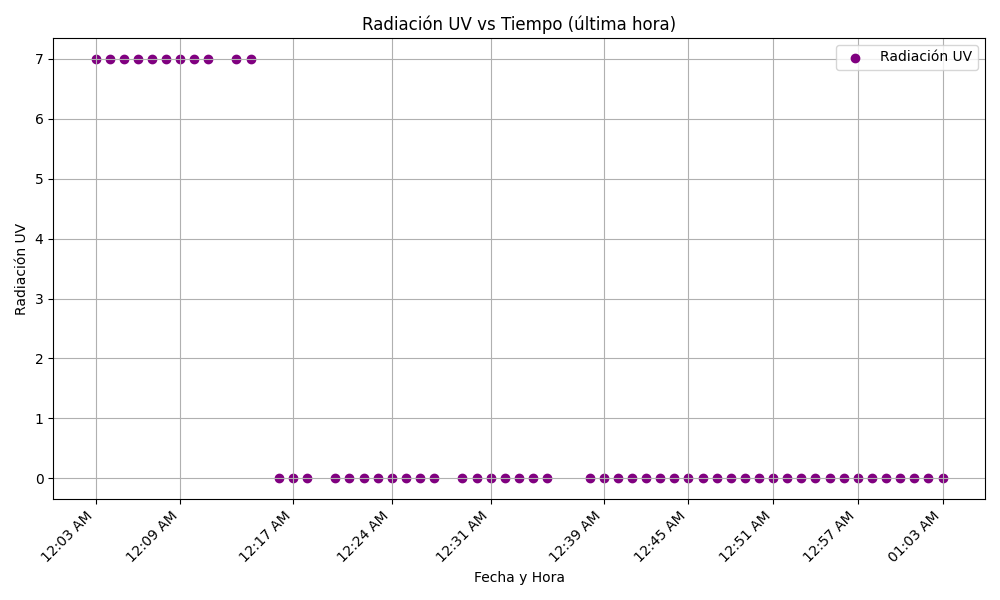 Radiación UV vs Tiempo (última hora)
Radiación UV
7
6
5
4
3
2
1
0
Radiación UV
12:03 AM
12:09 AM
12:17 AM
12:24 AM
12:31 AM
12:39 AM
12:45 AM
12:51 AM
12:57 AM
01:03 AM
Fecha y Hora